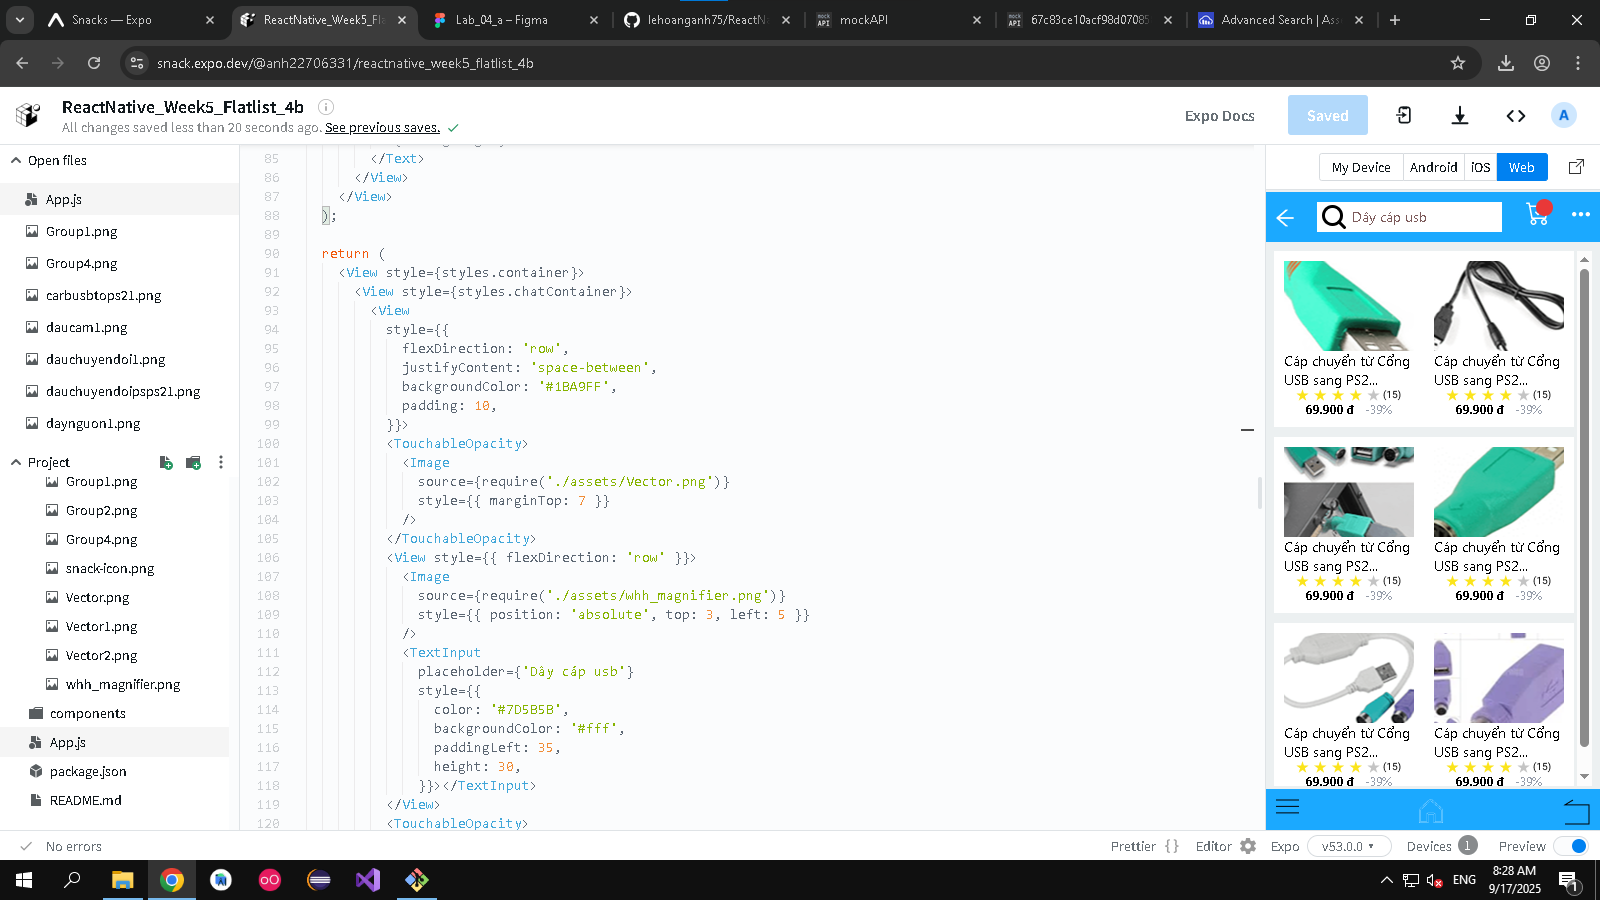 Snacks — Expo
ReactNative_Week5_Fla
Lab_04_a – Figma
lehoanganh75/ReactN
mockAPI
67c83ce10acf98d07085
Advanced Search | Ass
snack.expo.dev/@anh22706331/reactnative_week5_flatlist_4b
ReactNative_Week5_Flatlist_4b
All changes saved less than 20 seconds ago. See previous saves.
Expo Docs
Saved
A
Open files
App.js
Group1.png
Group4.png
carbusbtops21.png
daucam1.png
dauchuyendoi1.png
dauchuyendoipsps21.png
daynguon1.png
Project
Group1.png
Group2.png
Group4.png
snack-icon.png
Vector.png
Vector1.png
Vector2.png
whh_magnifier.png
components
App.js
package.json
README.md
85 </Text>
86 </View>
87 </View>
88 );
89
90 return (
91 <View style={styles.container}>
92 <View style={styles.chatContainer}>
93 <View
94 style={{
95 flexDirection: 'row',
96 justifyContent: 'space-between',
97 backgroundColor: '#1BA9FF',
98 padding: 10,
99 }}>
100 <TouchableOpacity>
101 <Image
102 source={require('./assets/Vector.png')}
103 style={{ marginTop: 7 }}
104 />
105 </TouchableOpacity>
106 <View style={{ flexDirection: 'row' }}>
107 <Image
108 source={require('./assets/whh_magnifier.png')}
109 style={{ position: 'absolute', top: 3, left: 5 }}
110 />
111 <TextInput
112 placeholder={'Dây cáp usb'}
113 style={{
114 color: '#7D5B5B',
115 backgroundColor: '#fff',
116 paddingLeft: 35,
117 height: 30,
118 }}></TextInput>
119 </View>
120 <TouchableOpacity>
My Device Android iOS Web
Dây cáp usb
Cáp chuyển từ Cổng USB sang PS2...
(15)
69.900 đ -39%
Cáp chuyển từ Cổng USB sang PS2...
(15)
69.900 đ -39%
Cáp chuyển từ Cổng USB sang PS2...
(15)
69.900 đ -39%
Cáp chuyển từ Cổng USB sang PS2...
(15)
69.900 đ -39%
Cáp chuyển từ Cổng USB sang PS2...
(15)
69.900 đ -39%
Cáp chuyển từ Cổng USB sang PS2...
(15)
69.900 đ -39%
No errors
Prettier {} Editor Expo v53.0.0 Devices 1 Preview
ENG
8:28 AM
9/17/2025
1